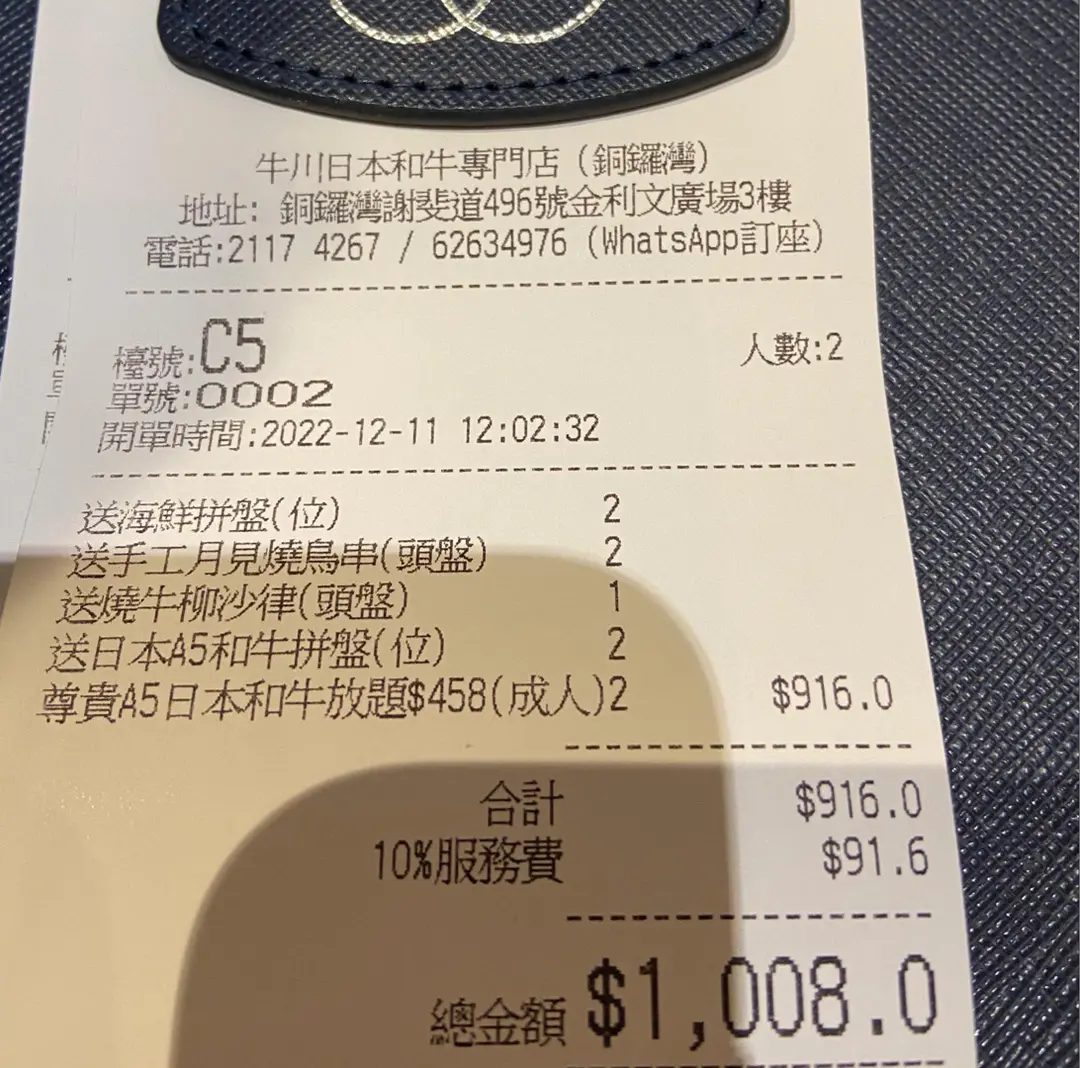 牛川日本和牛專門店 (銅鑼灣)
地址: 銅鑼灣謝斐道496號金利文廣場3樓
電話:2117 4267 / 62634976 (WhatsApp訂座)
檯號:C5 人數:2
單號:0002
開單時間:2022-12-11 12:02:32
送海鮮拼盤(位) 2
送手工月見燒鳥串(頭盤) 2
送燒牛柳沙律(頭盤) 1
送日本A5和牛拼盤(位) 2
尊貴A5日本和牛放題$458(成人)2 $916.0
合計 $916.0
10%服務費 $91.6
總金額 $1,008.0